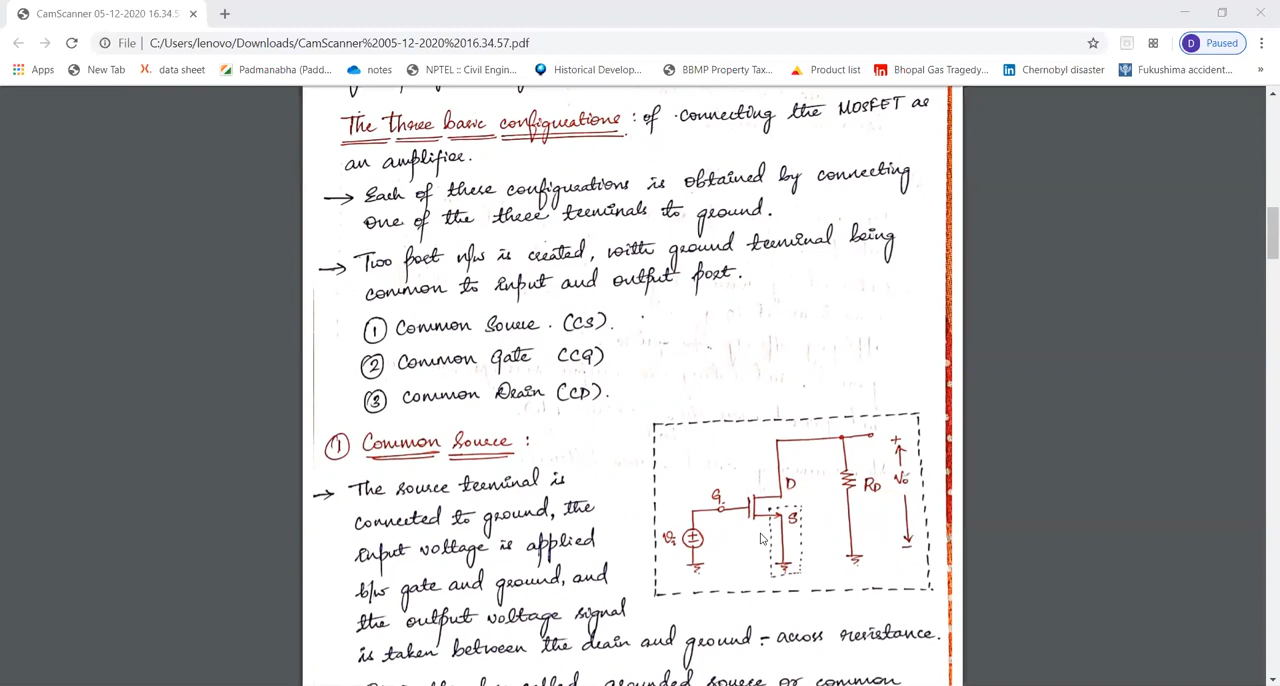 CamScanner 05-12-2020 16.34.5
File C:/Users/lenovo/Downloads/CamScanner%2005-12-2020%2016.34.57.pdf
D Paused
Apps New Tab data sheet Padmanabha (Padd... notes NPTEL :: Civil Engin... Historical Develop... BBMP Property Tax... Product list Bhopal Gas Tragedy... Chernobyl disaster Fukushima accident... »
The three basic configurations : of connecting the MOSFET as
an amplifier.
→ Each of these configurations is obtained by connecting
one of the three terminals to ground.
→ Two port n/w is created, with ground terminal being
common to input and output port.
① Common Source. (CS).
② Common gate (CG)
③ Common Drain (CD).
① Common Source :
→ The source terminal is
connected to ground, the
input voltage is applied
b/w gate and ground, and
the output voltage signal
is taken between the drain and ground - across resistance.
G
D
S
RD
+
Vo
-
Vi
grounded source or common